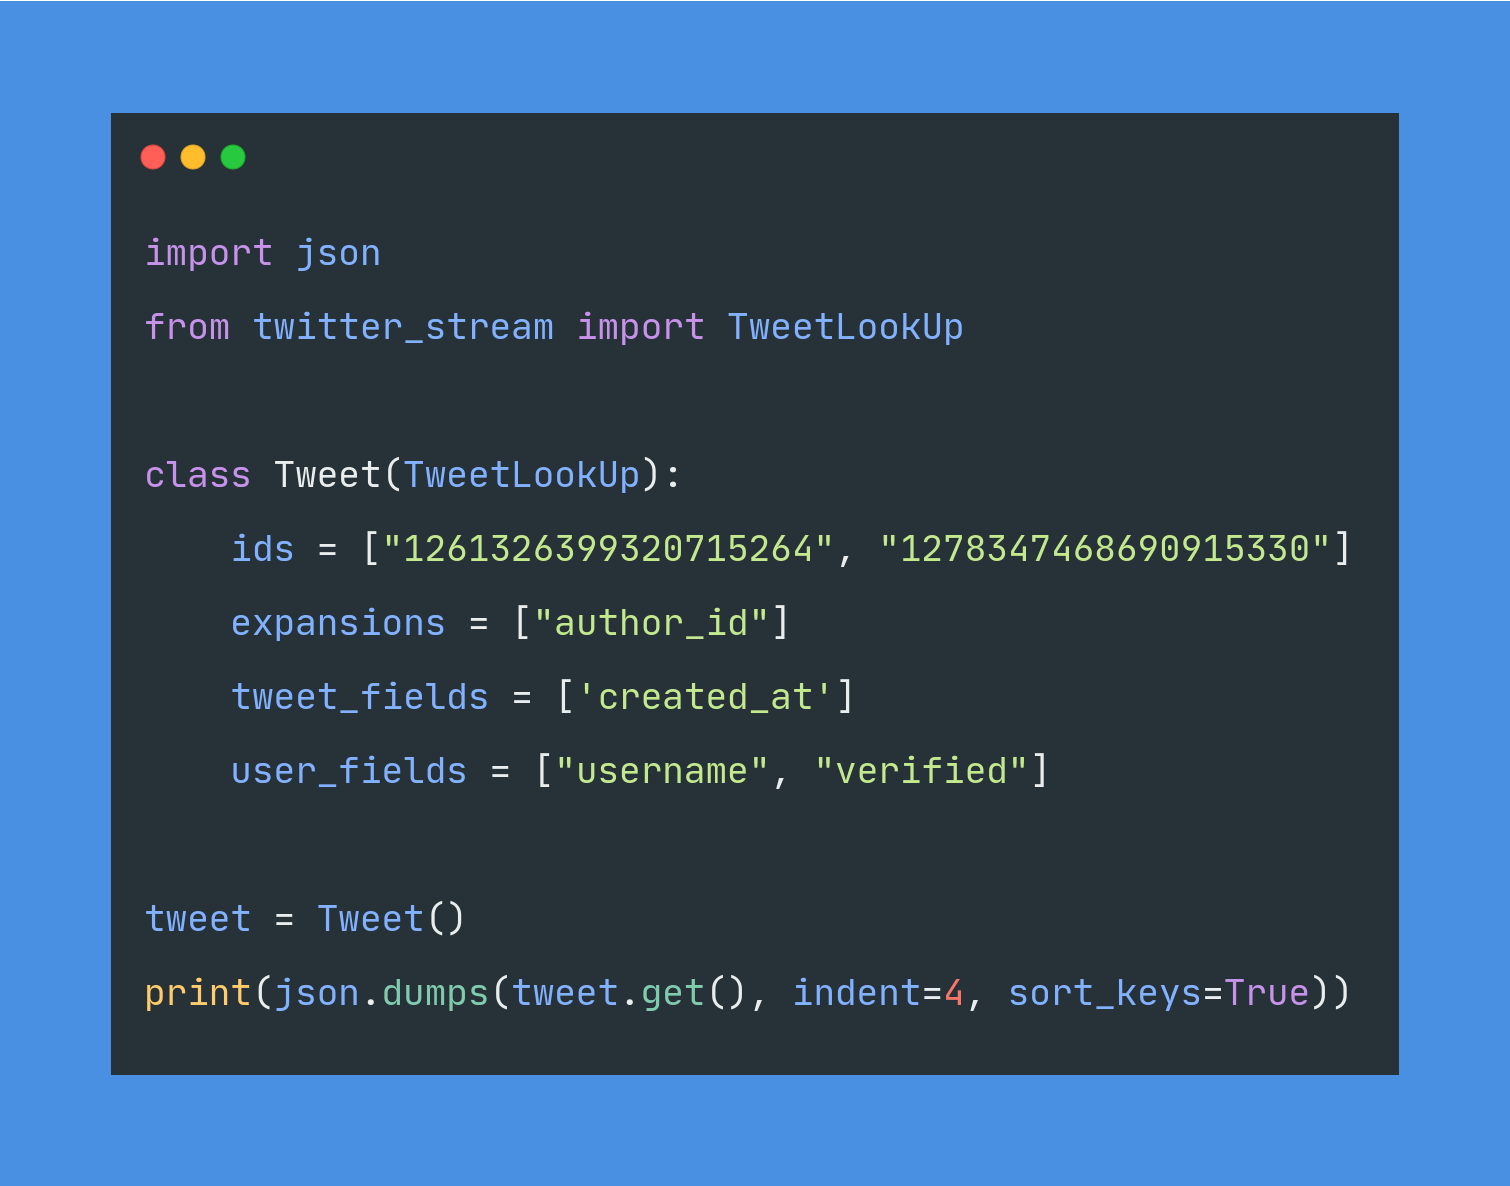 import json
from twitter_stream import TweetLookUp
class Tweet(TweetLookUp):
    ids = ["1261326399320715264", "1278347468690915330"]
    expansions = ["author_id"]
    tweet_fields = ['created_at']
    user_fields = ["username", "verified"]
tweet = Tweet()
print(json.dumps(tweet.get(), indent=4, sort_keys=True))